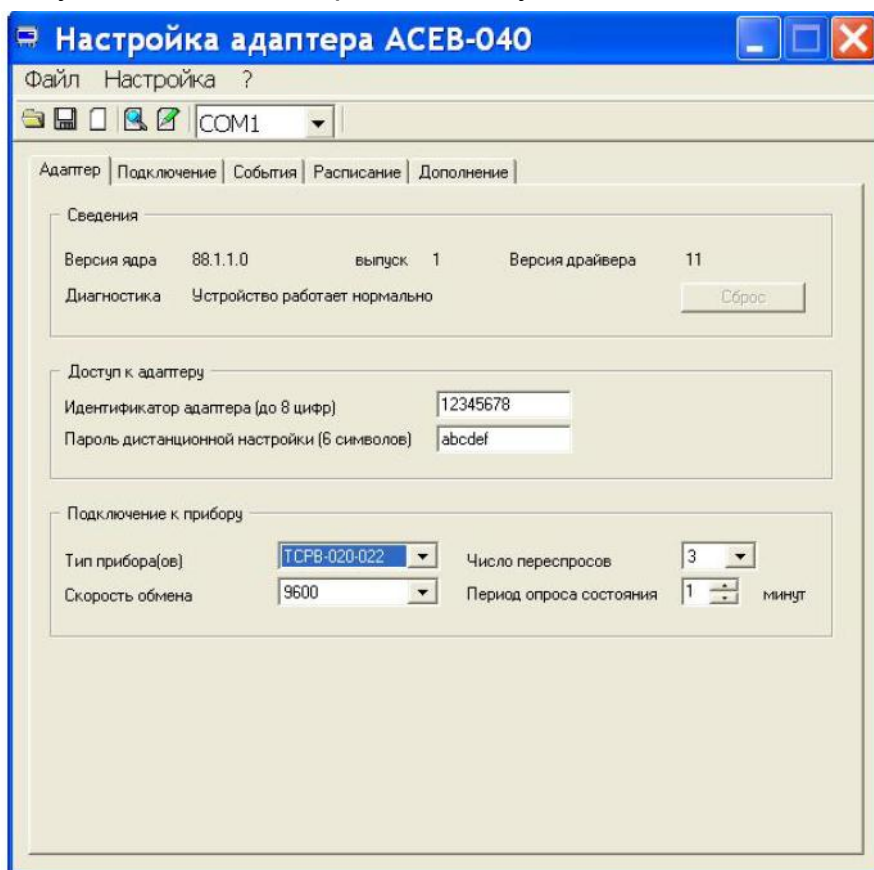 Настройка адаптера АСЕВ-040
Файл Настройка ?
COM1
Адаптер Подключение События Расписание Дополнение
Сведения
Версия ядра 88.1.1.0 выпуск 1 Версия драйвера 11
Диагностика Устройство работает нормально Сброс
Доступ к адаптеру
Идентификатор адаптера (до 8 цифр) 12345678
Пароль дистанционной настройки (6 символов) abcdef
Подключение к прибору
Тип прибора(ов) ТСРВ-020-022 Число переспросов 3
Скорость обмена 9600 Период опроса состояния 1 минут